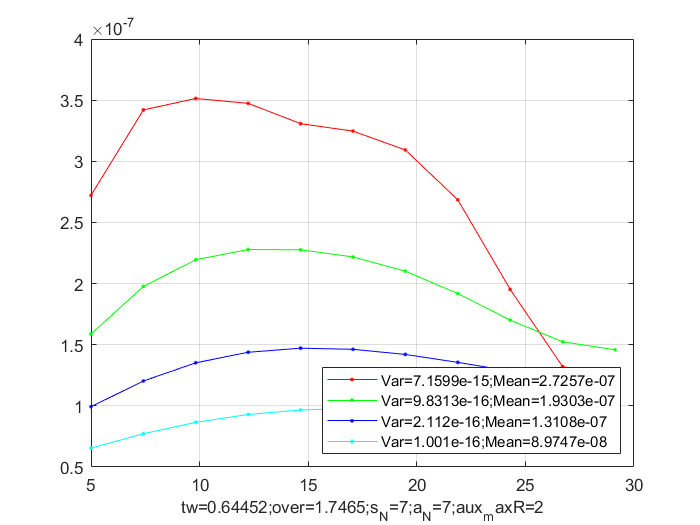 ×10-7
4
3.5
3
2.5
2
1.5
1
0.5
Var=7.1599e-15;Mean=2.7257e-07
Var=9.8313e-16;Mean=1.9303e-07
Var=2.112e-16;Mean=1.3108e-07
Var=1.001e-16;Mean=8.9747e-08
5 10 15 20 25 30
tw=0.64452;over=1.7465;sN=7;aN=7;auxmaxR=2